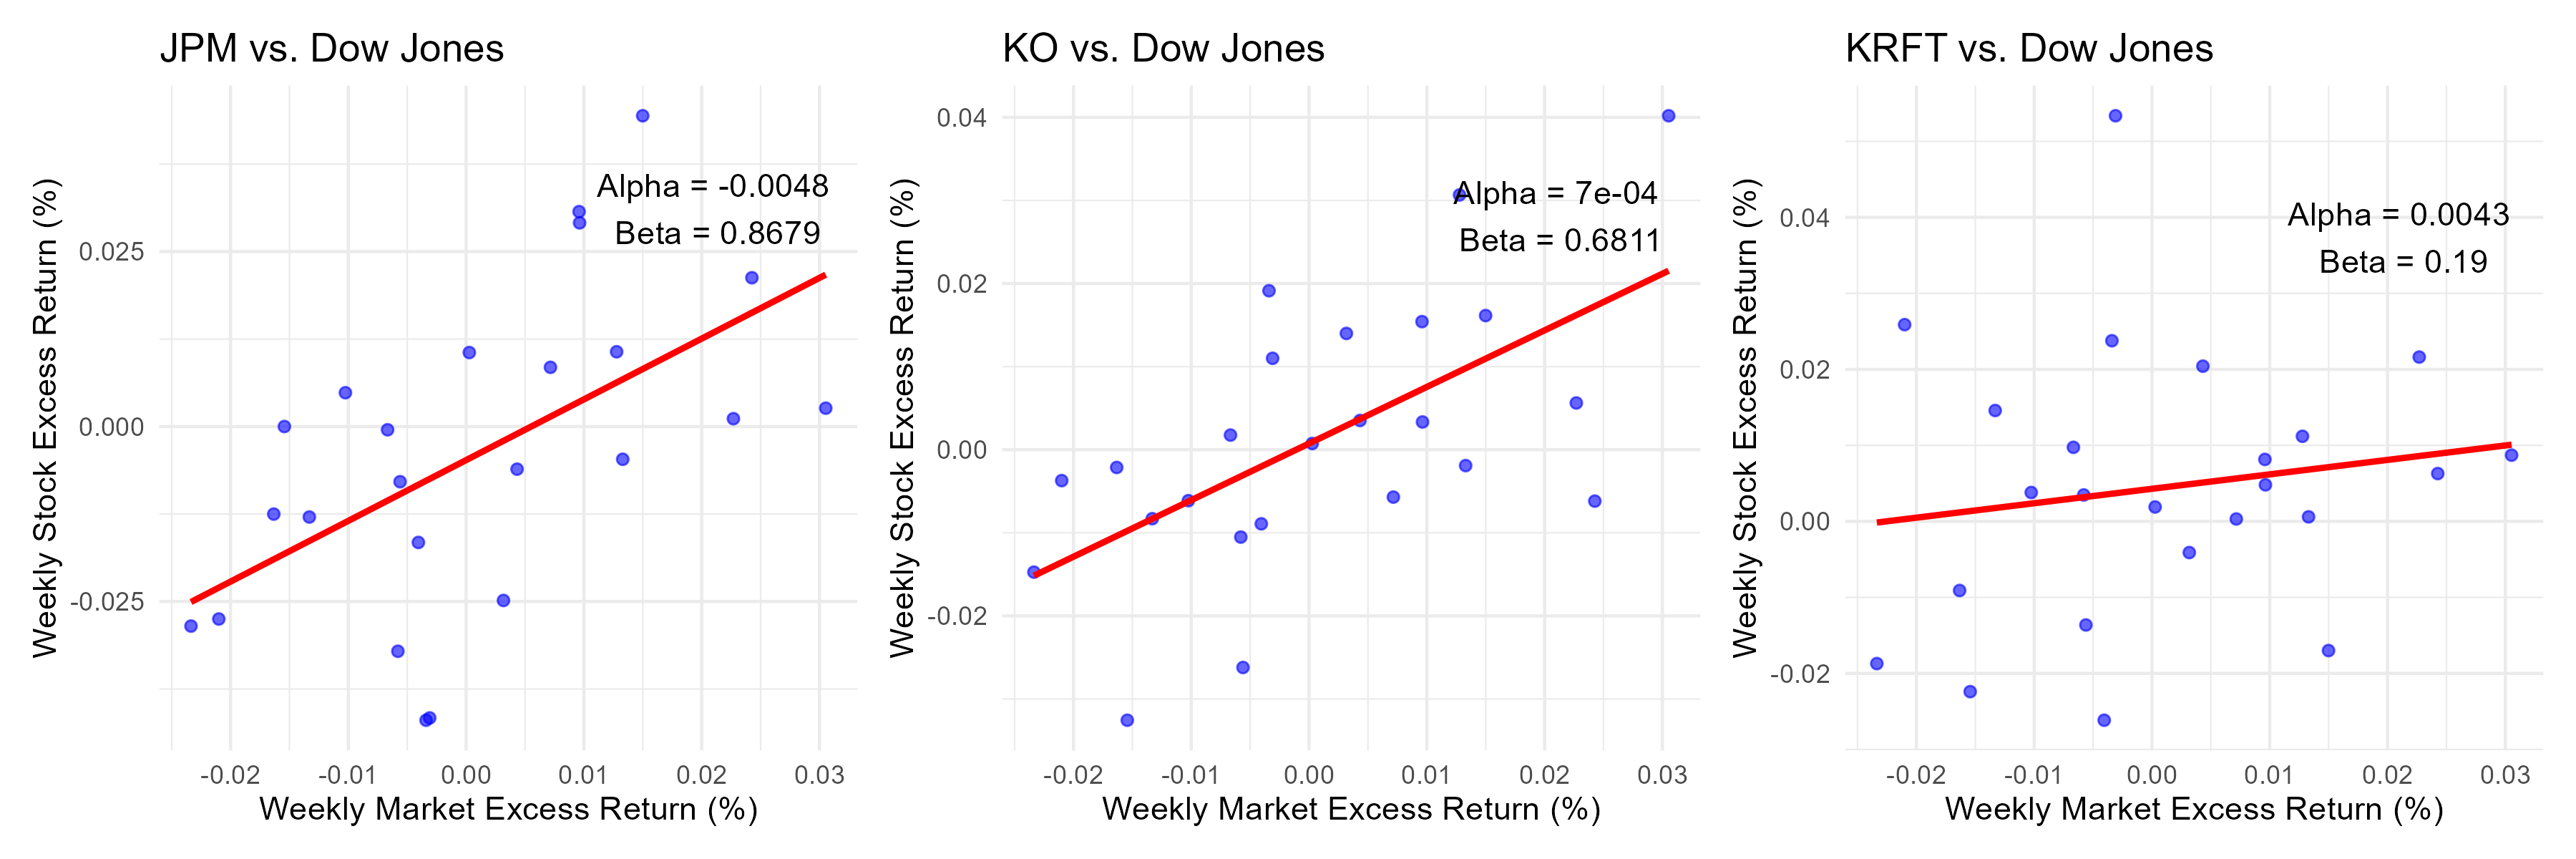 JPM vs. Dow Jones
Weekly Stock Excess Return (%)
0.025
0.000
-0.025
Alpha = -0.0048
Beta = 0.8679
-0.02 -0.01 0.00 0.01 0.02 0.03
Weekly Market Excess Return (%)
KO vs. Dow Jones
Weekly Stock Excess Return (%)
0.04
0.02
0.00
-0.02
Alpha = 7e-04
Beta = 0.6811
-0.02 -0.01 0.00 0.01 0.02 0.03
Weekly Market Excess Return (%)
KRFT vs. Dow Jones
Weekly Stock Excess Return (%)
0.04
0.02
0.00
-0.02
Alpha = 0.0043
Beta = 0.19
-0.02 -0.01 0.00 0.01 0.02 0.03
Weekly Market Excess Return (%)